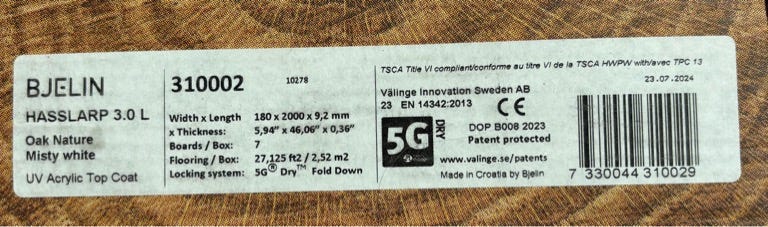 BJELIN
HASSLARP 3.0 L
Oak Nature
Misty white
UV Acrylic Top Coat
310002 10278
Width x Length 180 x 2000 x 9,2 mm
x Thickness: 5,94" x 46,06" x 0,36"
Boards / Box: 7
Flooring / Box: 27,125 ft2 / 2,52 m2
Locking system: 5G® Dry™ Fold Down
TSCA Title VI compliant/conforme au titre VI de la TSCA HWPW with/avec TPC 13
23.07.2024
Välinge Innovation Sweden AB
23 EN 14342:2013 CE
5G DRY
DOP B008 2023
Patent protected
www.valinge.se/patents
Made in Croatia by Bjelin
7 330044 310029